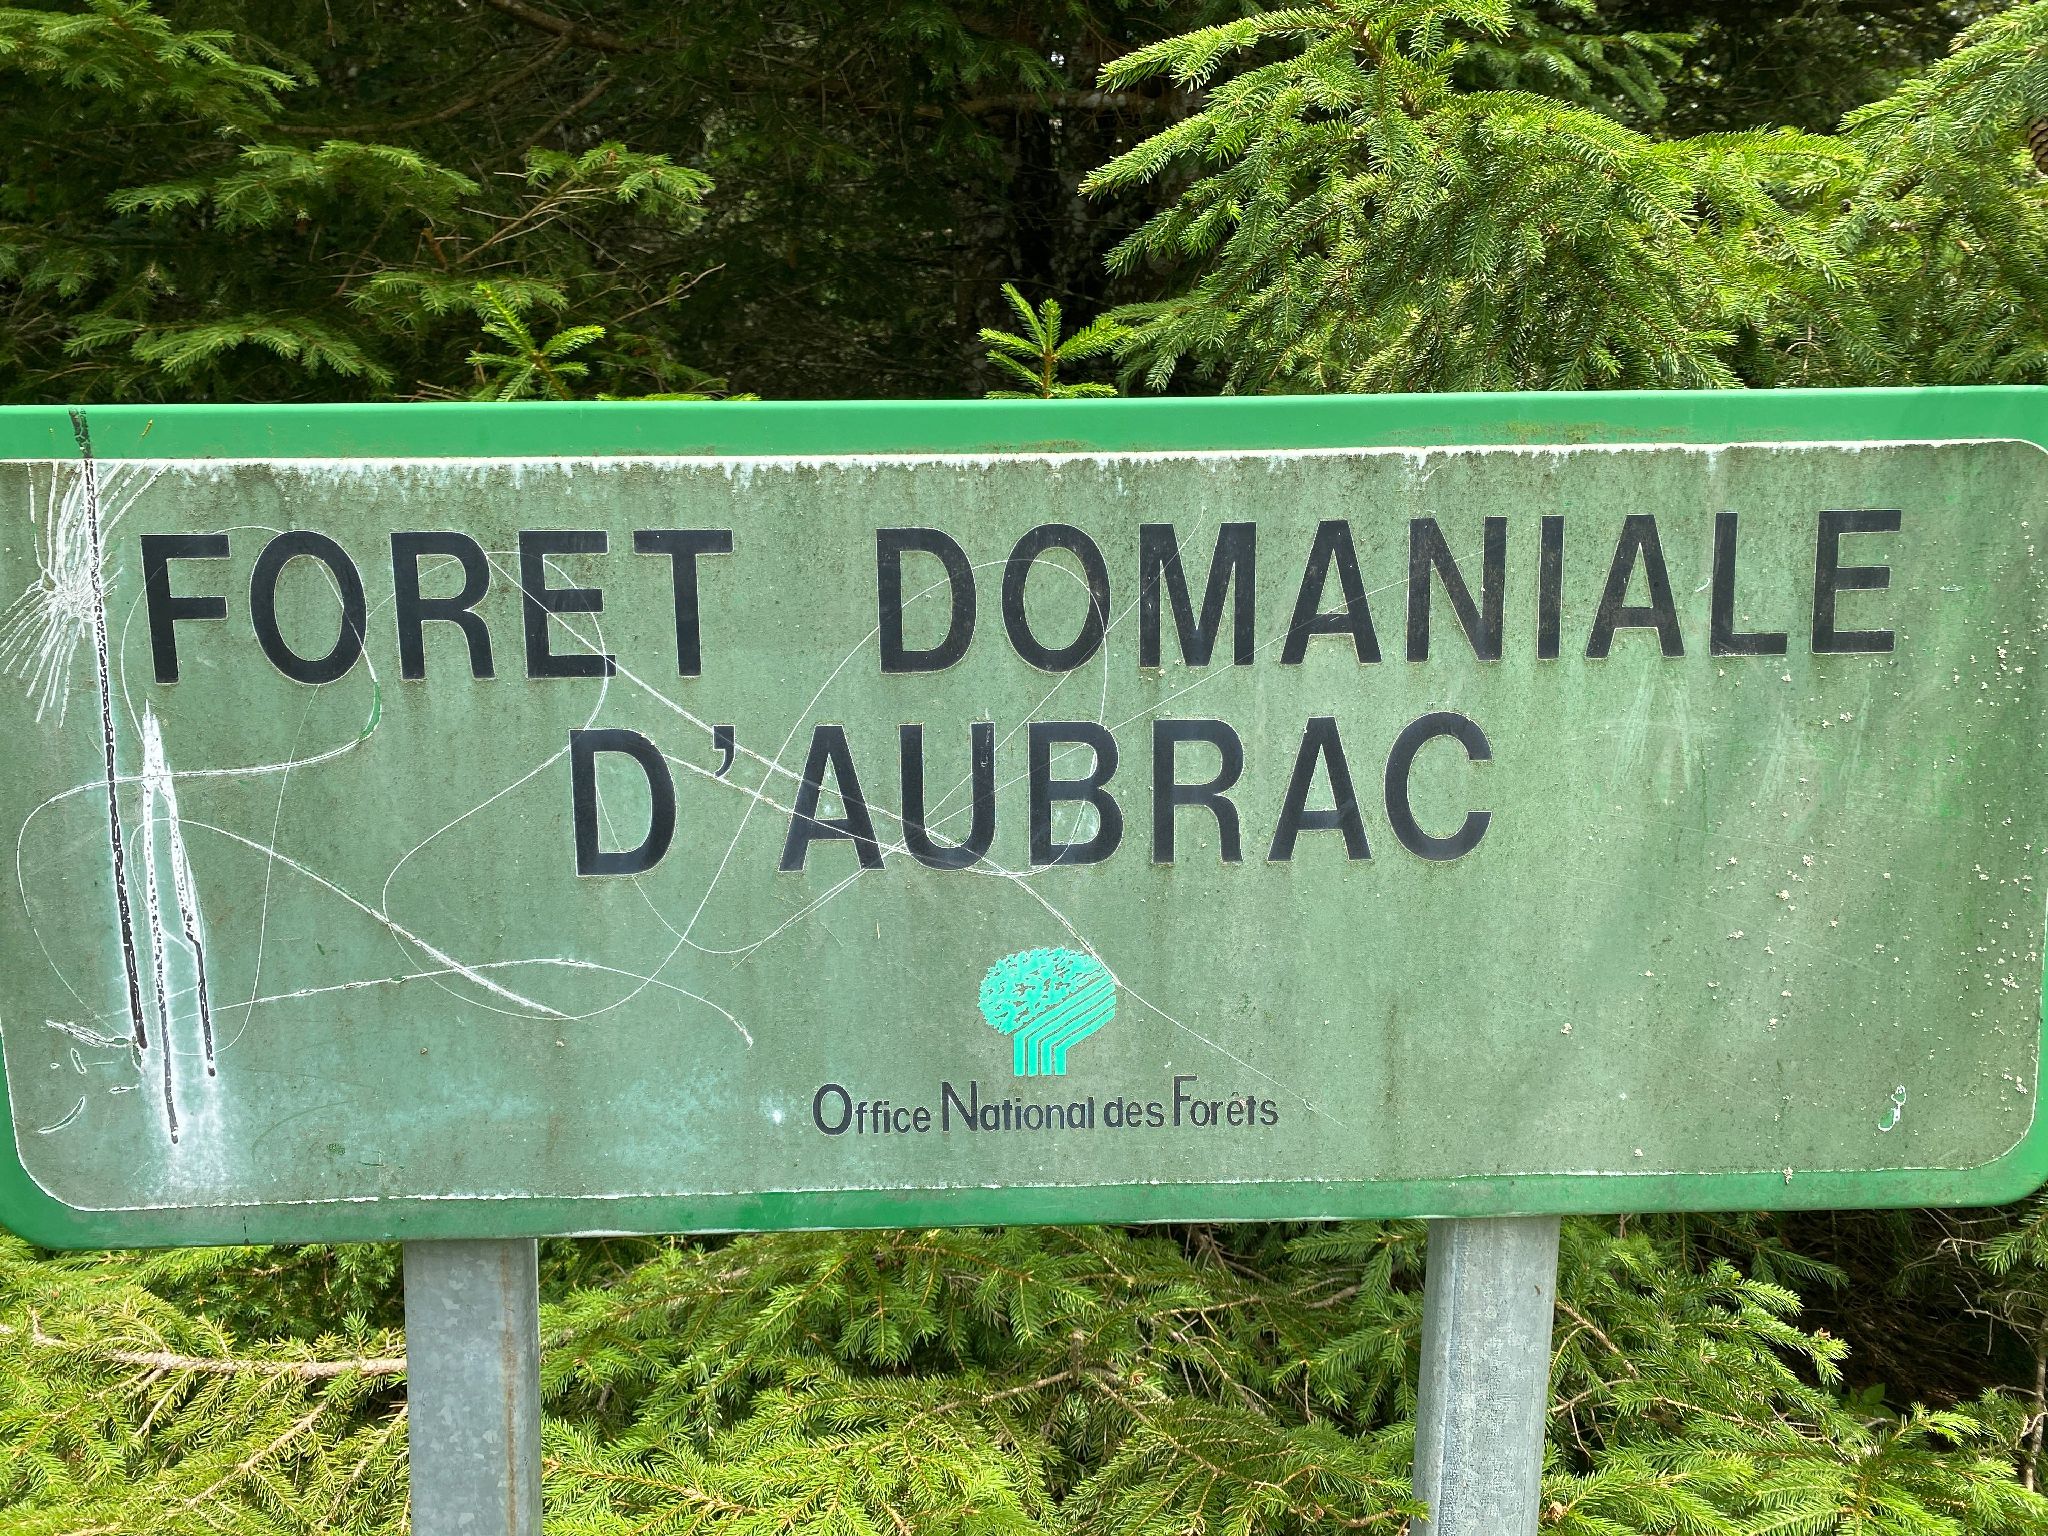 FORET DOMANIALE
D'AUBRAC
Office National des Forêts